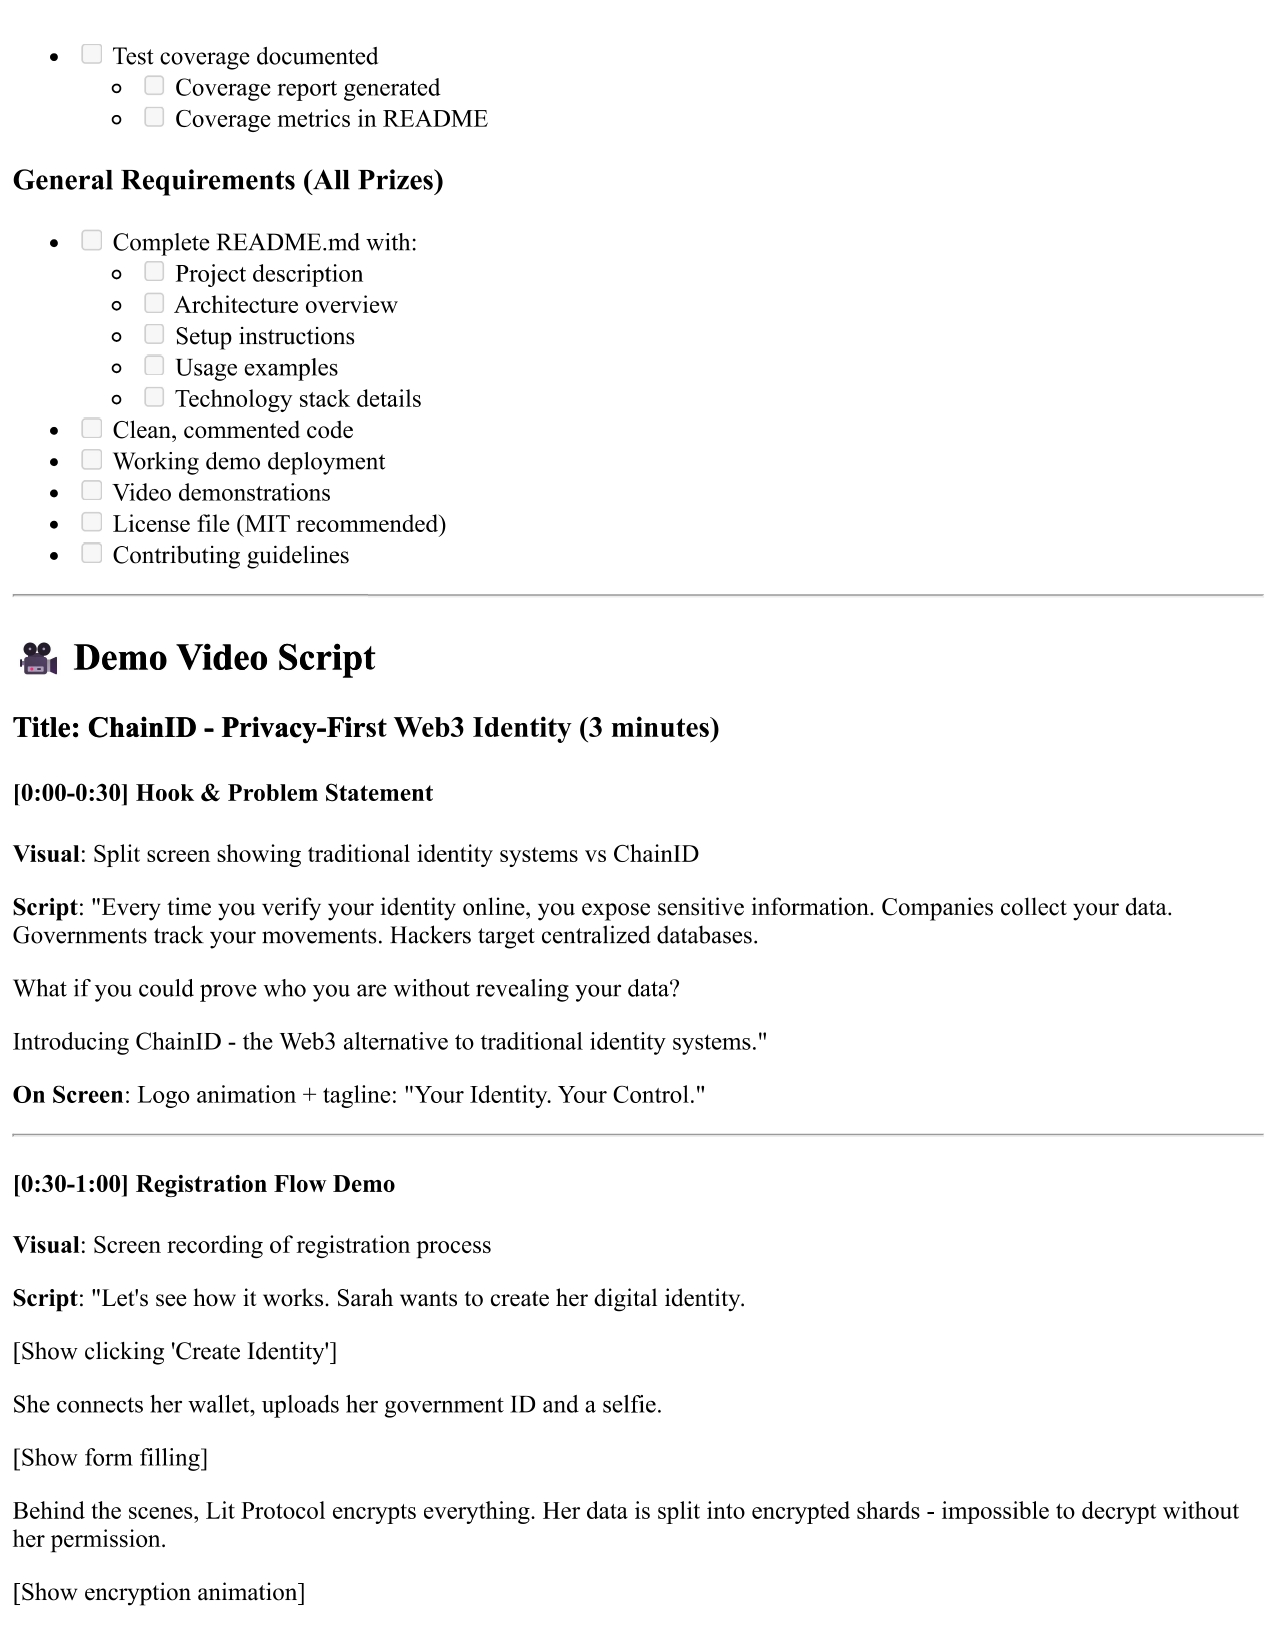 Test coverage documented
Coverage report generated
Coverage metrics in README
General Requirements (All Prizes)
Complete README.md with:
Project description
Architecture overview
Setup instructions
Usage examples
Technology stack details
Clean, commented code
Working demo deployment
Video demonstrations
License file (MIT recommended)
Contributing guidelines
Demo Video Script
Title: ChainID - Privacy-First Web3 Identity (3 minutes)
[0:00-0:30] Hook & Problem Statement
Visual: Split screen showing traditional identity systems vs ChainID
Script: "Every time you verify your identity online, you expose sensitive information. Companies collect your data.
Governments track your movements. Hackers target centralized databases.
What if you could prove who you are without revealing your data?
Introducing ChainID - the Web3 alternative to traditional identity systems."
On Screen: Logo animation + tagline: "Your Identity. Your Control."
[0:30-1:00] Registration Flow Demo
Visual: Screen recording of registration process
Script: "Let's see how it works. Sarah wants to create her digital identity.
[Show clicking 'Create Identity']
She connects her wallet, uploads her government ID and a selfie.
[Show form filling]
Behind the scenes, Lit Protocol encrypts everything. Her data is split into encrypted shards - impossible to decrypt without
her permission.
[Show encryption animation]